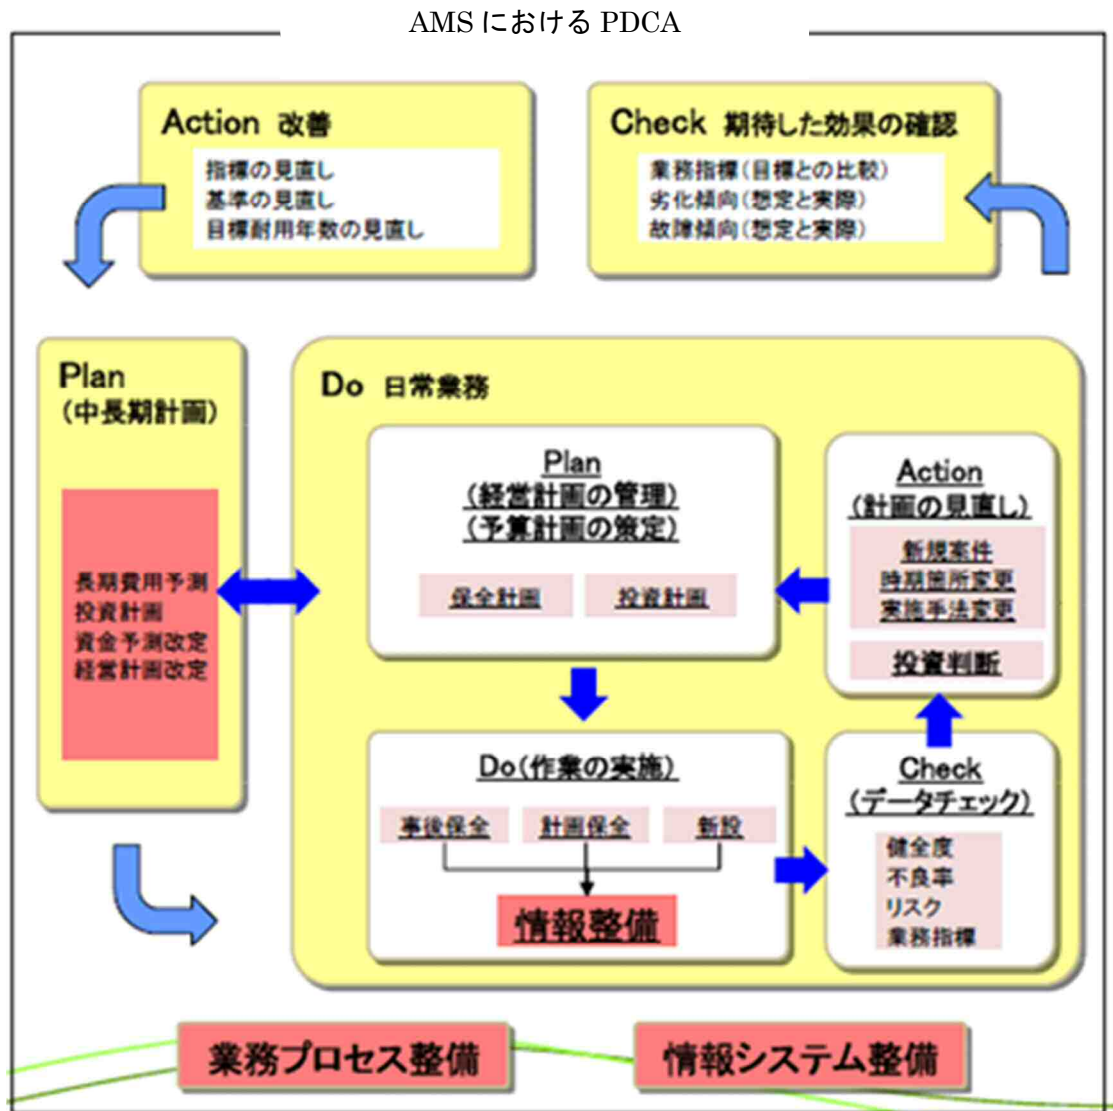 AMS における PDCA
Action 改善
指標の見直し
基準の見直し
目標耐用年数の見直し
Check 期待した効果の確認
業務指標(目標との比較)
劣化傾向(想定と実際)
故障傾向(想定と実際)
Plan
(中長期計画)
長期費用予測
投資計画
資金予測改定
経営計画改定
Do 日常業務
Plan
(経営計画の管理)
(予算計画の策定)
保全計画
投資計画
Action
(計画の見直し)
新規案件
時期箇所変更
実施手法変更
投資判断
Do(作業の実施)
事後保全
計画保全
新設
情報整備
Check
(データチェック)
健全度
不良率
リスク
業務指標
業務プロセス整備
情報システム整備